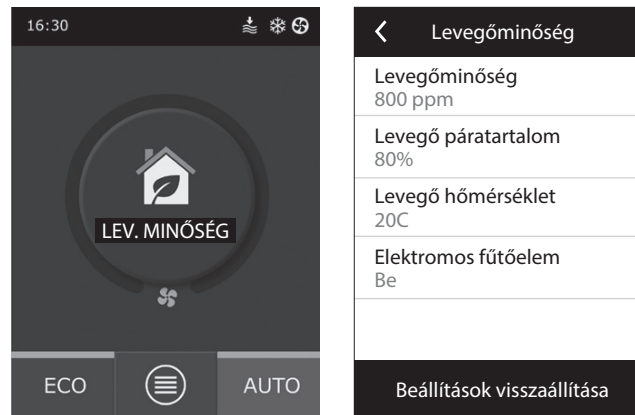 16:30
LEV. MINŐSÉG
ECO
AUTO
Levegőminőség
Levegőminőség
800 ppm
Levegő páratartalom
80%
Levegő hőmérséklet
20C
Elektromos fűtőelem
Be
Beállítások visszaállítása